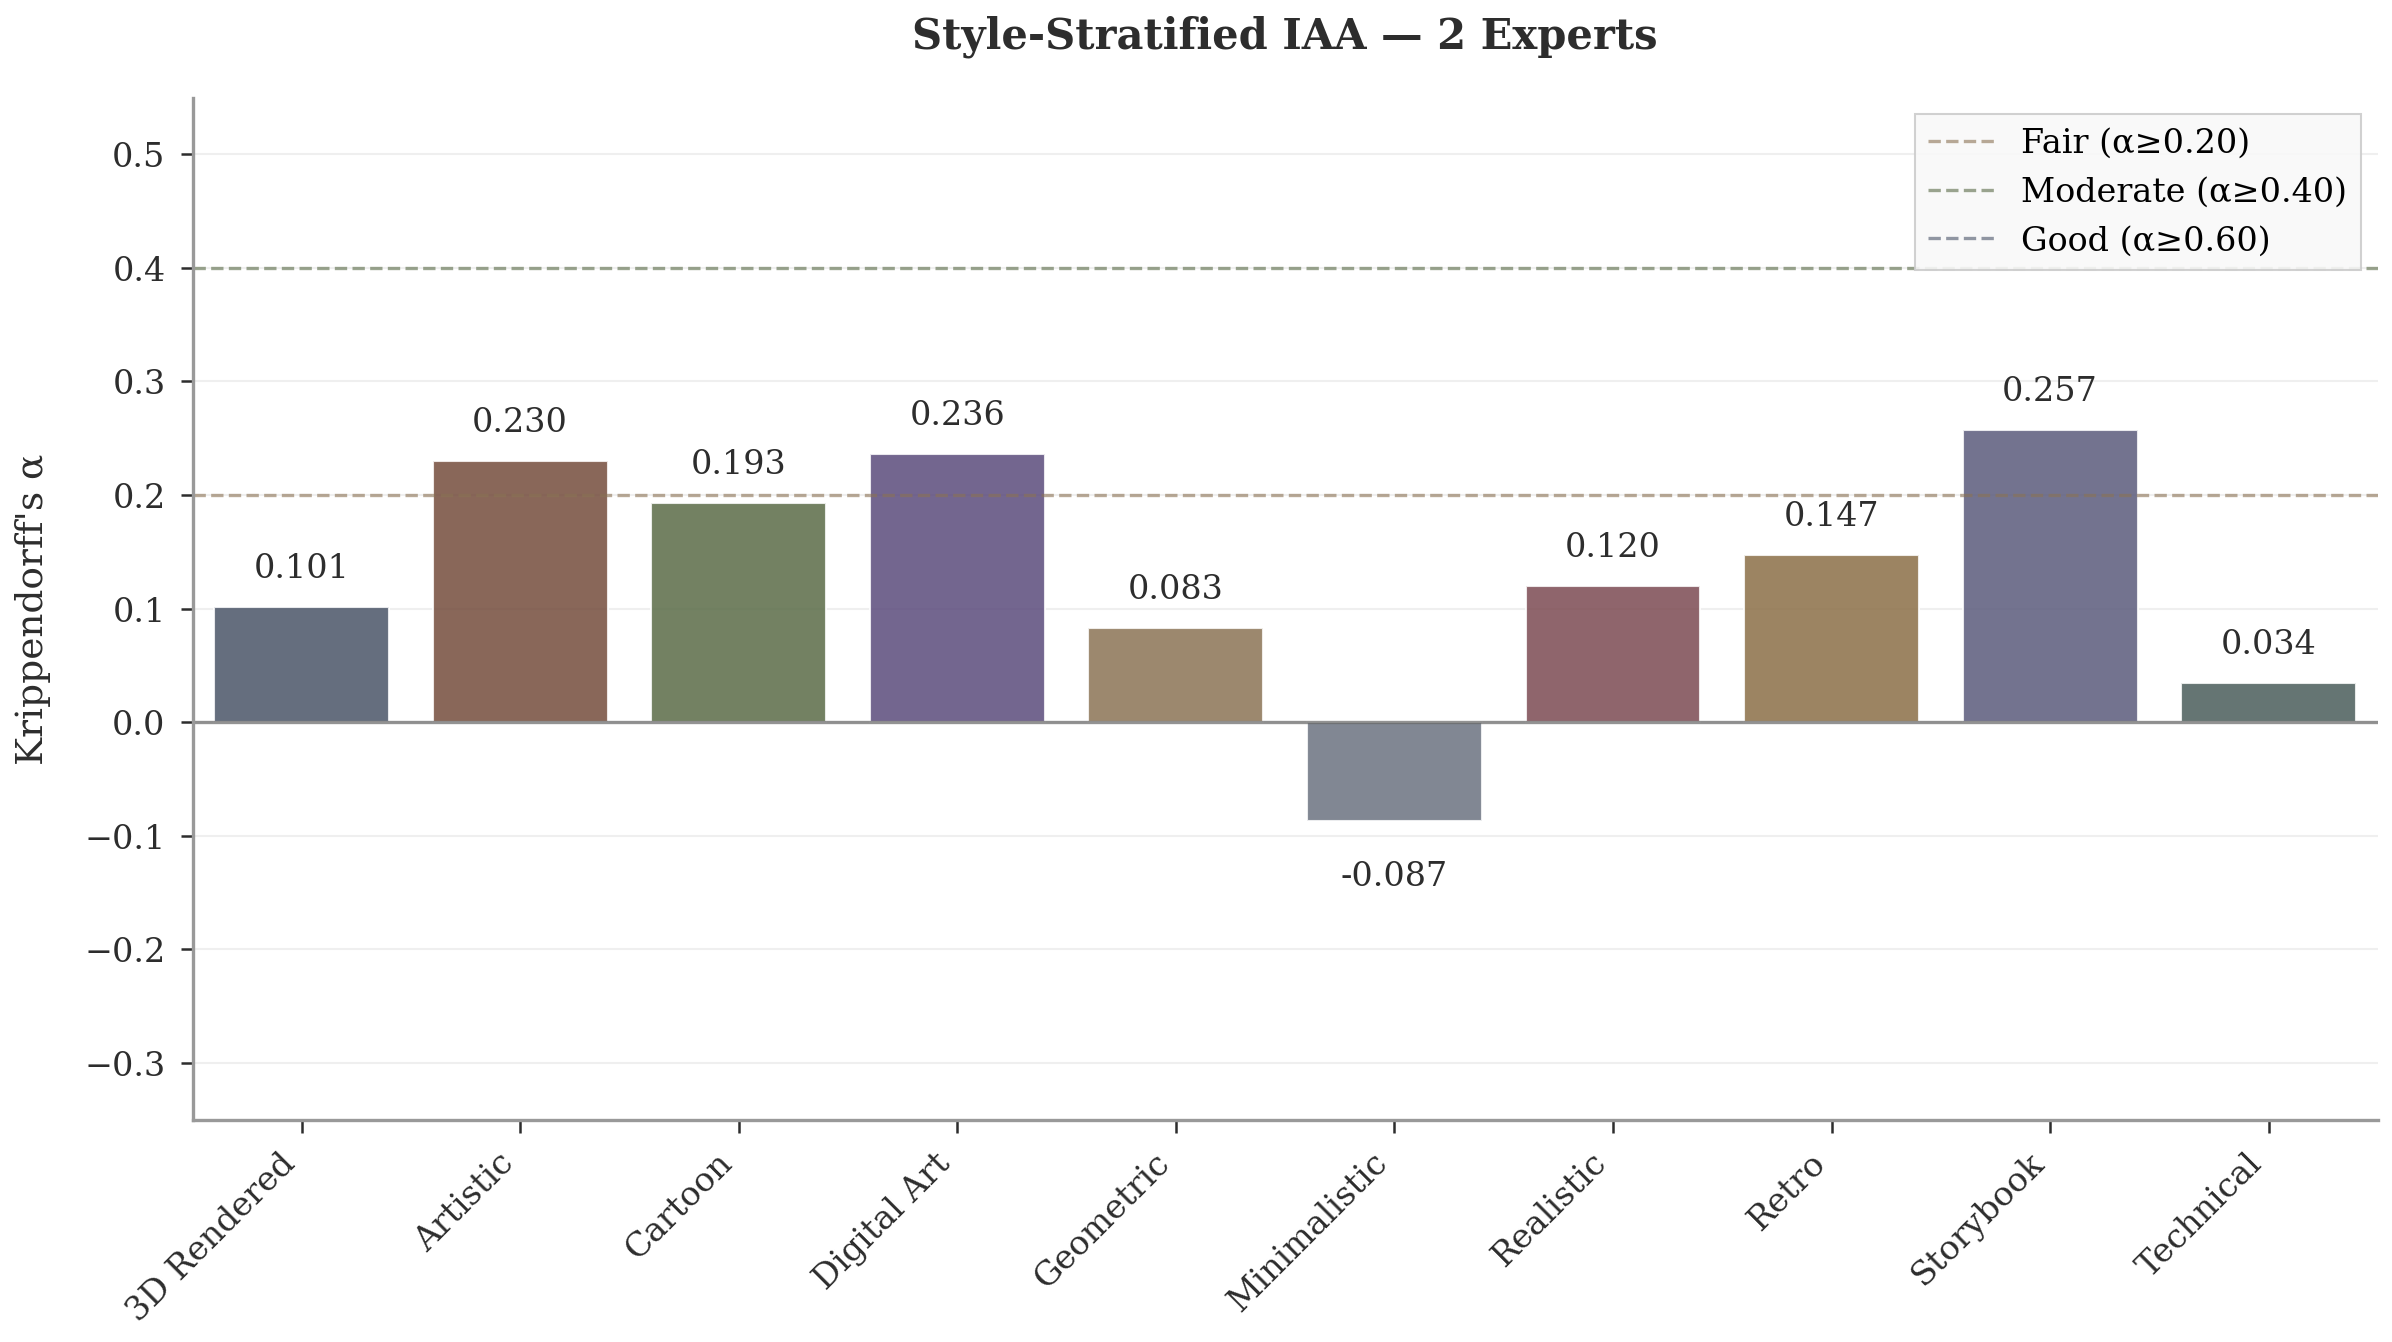 Style-Stratified IAA — 2 Experts
Fair (α≥0.20)
Moderate (α≥0.40)
Good (α≥0.60)
Krippendorff's α
0.5
0.4
0.3
0.2
0.1
0.0
−0.1
−0.2
−0.3
0.101
0.230
0.193
0.236
0.083
-0.087
0.120
0.147
0.257
0.034
3D Rendered
Artistic
Cartoon
Digital Art
Geometric
Minimalistic
Realistic
Retro
Storybook
Technical